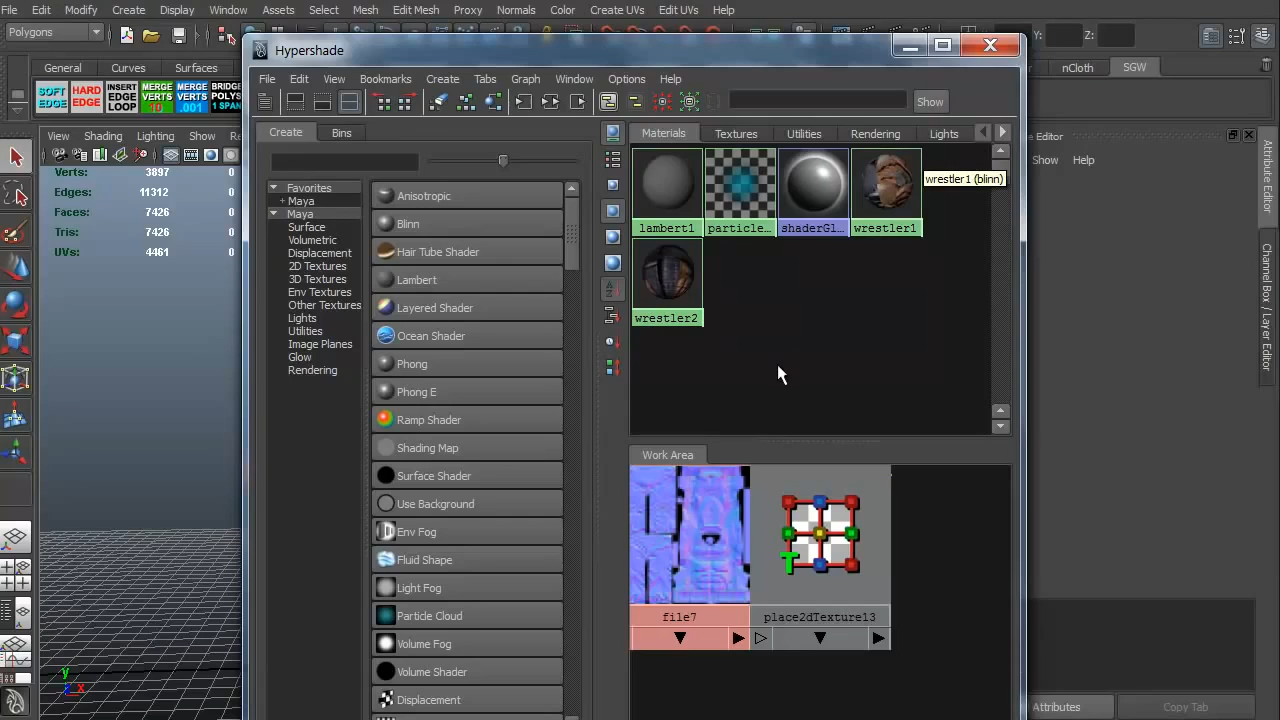 File Edit Modify Create Display Window Assets Select Mesh Edit Mesh Proxy Normals Color Create UVs Edit UVs Help
Polygons
Hypershade
Y: Z:
General Curves Surfaces
nCloth SGW
SOFT EDGE
HARD EDGE
INSERT EDGE LOOP
MERGE VERTS 10
MERGE VERTS .001
BRIDGE POLYS 1 SPAN
File Edit View Bookmarks Create Tabs Graph Window Options Help
Show
View Shading Lighting Show
Create Bins
Materials Textures Utilities Rendering Lights
Editor
Show Help
Attribute Editor
Channel Box / Layer Editor
Verts: 3897 0
Edges: 11312 0
Faces: 7426 0
Tris: 7426 0
UVs: 4461 0
Favorites
+ Maya
Maya
Surface
Volumetric
Displacement
2D Textures
3D Textures
Env Textures
Other Textures
Lights
Utilities
Image Planes
Glow
Rendering
Anisotropic
Blinn
Hair Tube Shader
Lambert
Layered Shader
Ocean Shader
Phong
Phong E
Ramp Shader
Shading Map
Surface Shader
Use Background
Env Fog
Fluid Shape
Light Fog
Particle Cloud
Volume Fog
Volume Shader
Displacement
wrestler1 (blinn)
lambert1 particle... shaderGl... wrestler1
wrestler2
Work Area
T
file7 place2dTexture13
y
z x
Attributes Copy Tab